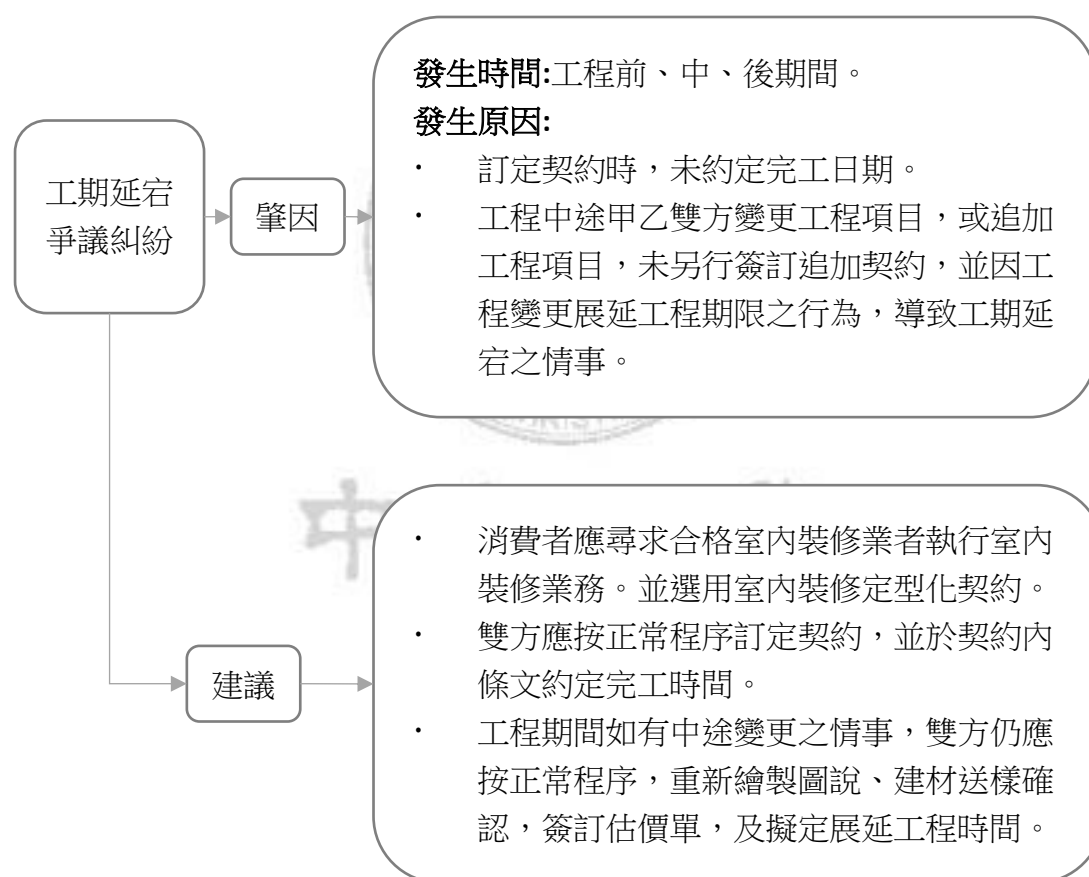 工期延宕
爭議糾紛
肇因
發生時間:工程前、中、後期間。
發生原因:
· 訂定契約時，未約定完工日期。
· 工程中途甲乙雙方變更工程項目，或追加
工程項目，未另行簽訂追加契約，並因工
程變更展延工程期限之行為，導致工期延
宕之情事。
建議
· 消費者應尋求合格室內裝修業者執行室內
裝修業務。並選用室內裝修定型化契約。
· 雙方應按正常程序訂定契約，並於契約內
條文約定完工時間。
· 工程期間如有中途變更之情事，雙方仍應
按正常程序，重新繪製圖說、建材送樣確
認，簽訂估價單，及擬定展延工程時間。
中